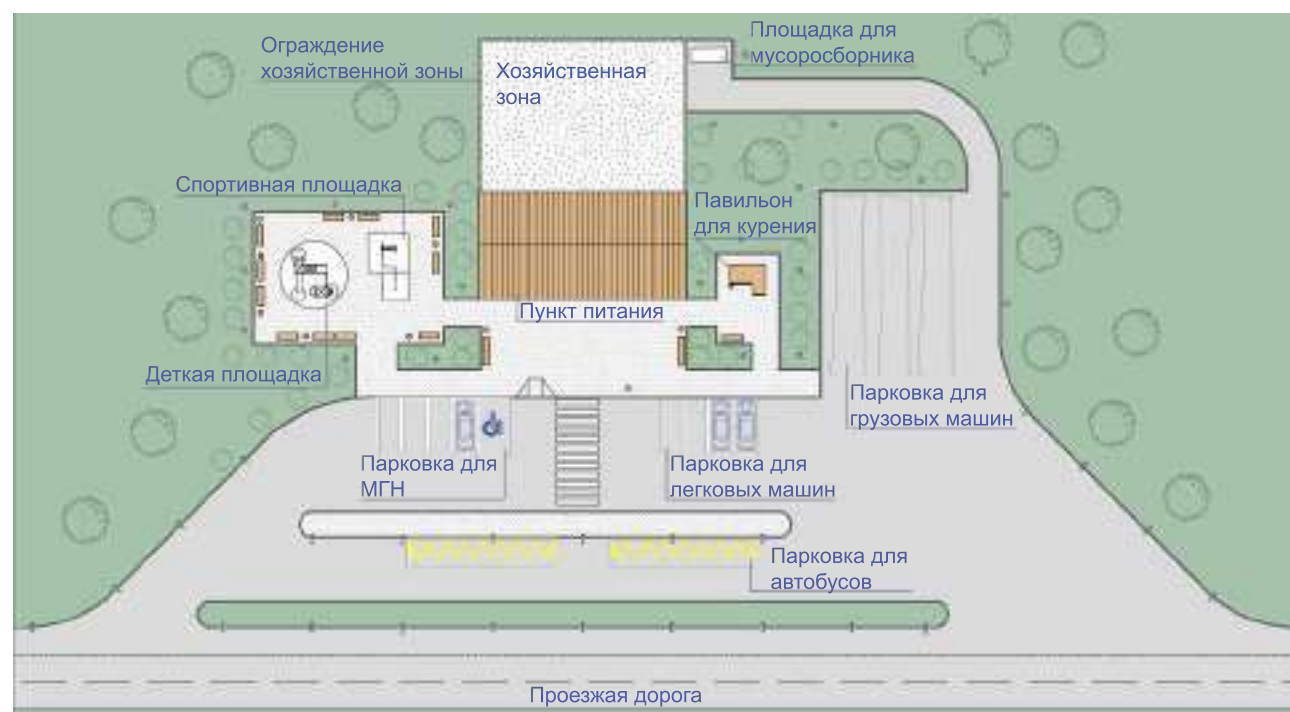 Ограждение
хозяйственной зоны
Хозяйственная
зона
Площадка для
мусоросборника
Спортивная площадка
Павильон
для курения
Пункт питания
Деткая площадка
Парковка для
грузовых машин
Парковка для
МГН
Парковка для
легковых машин
Парковка для
автобусов
Проезжая дорога